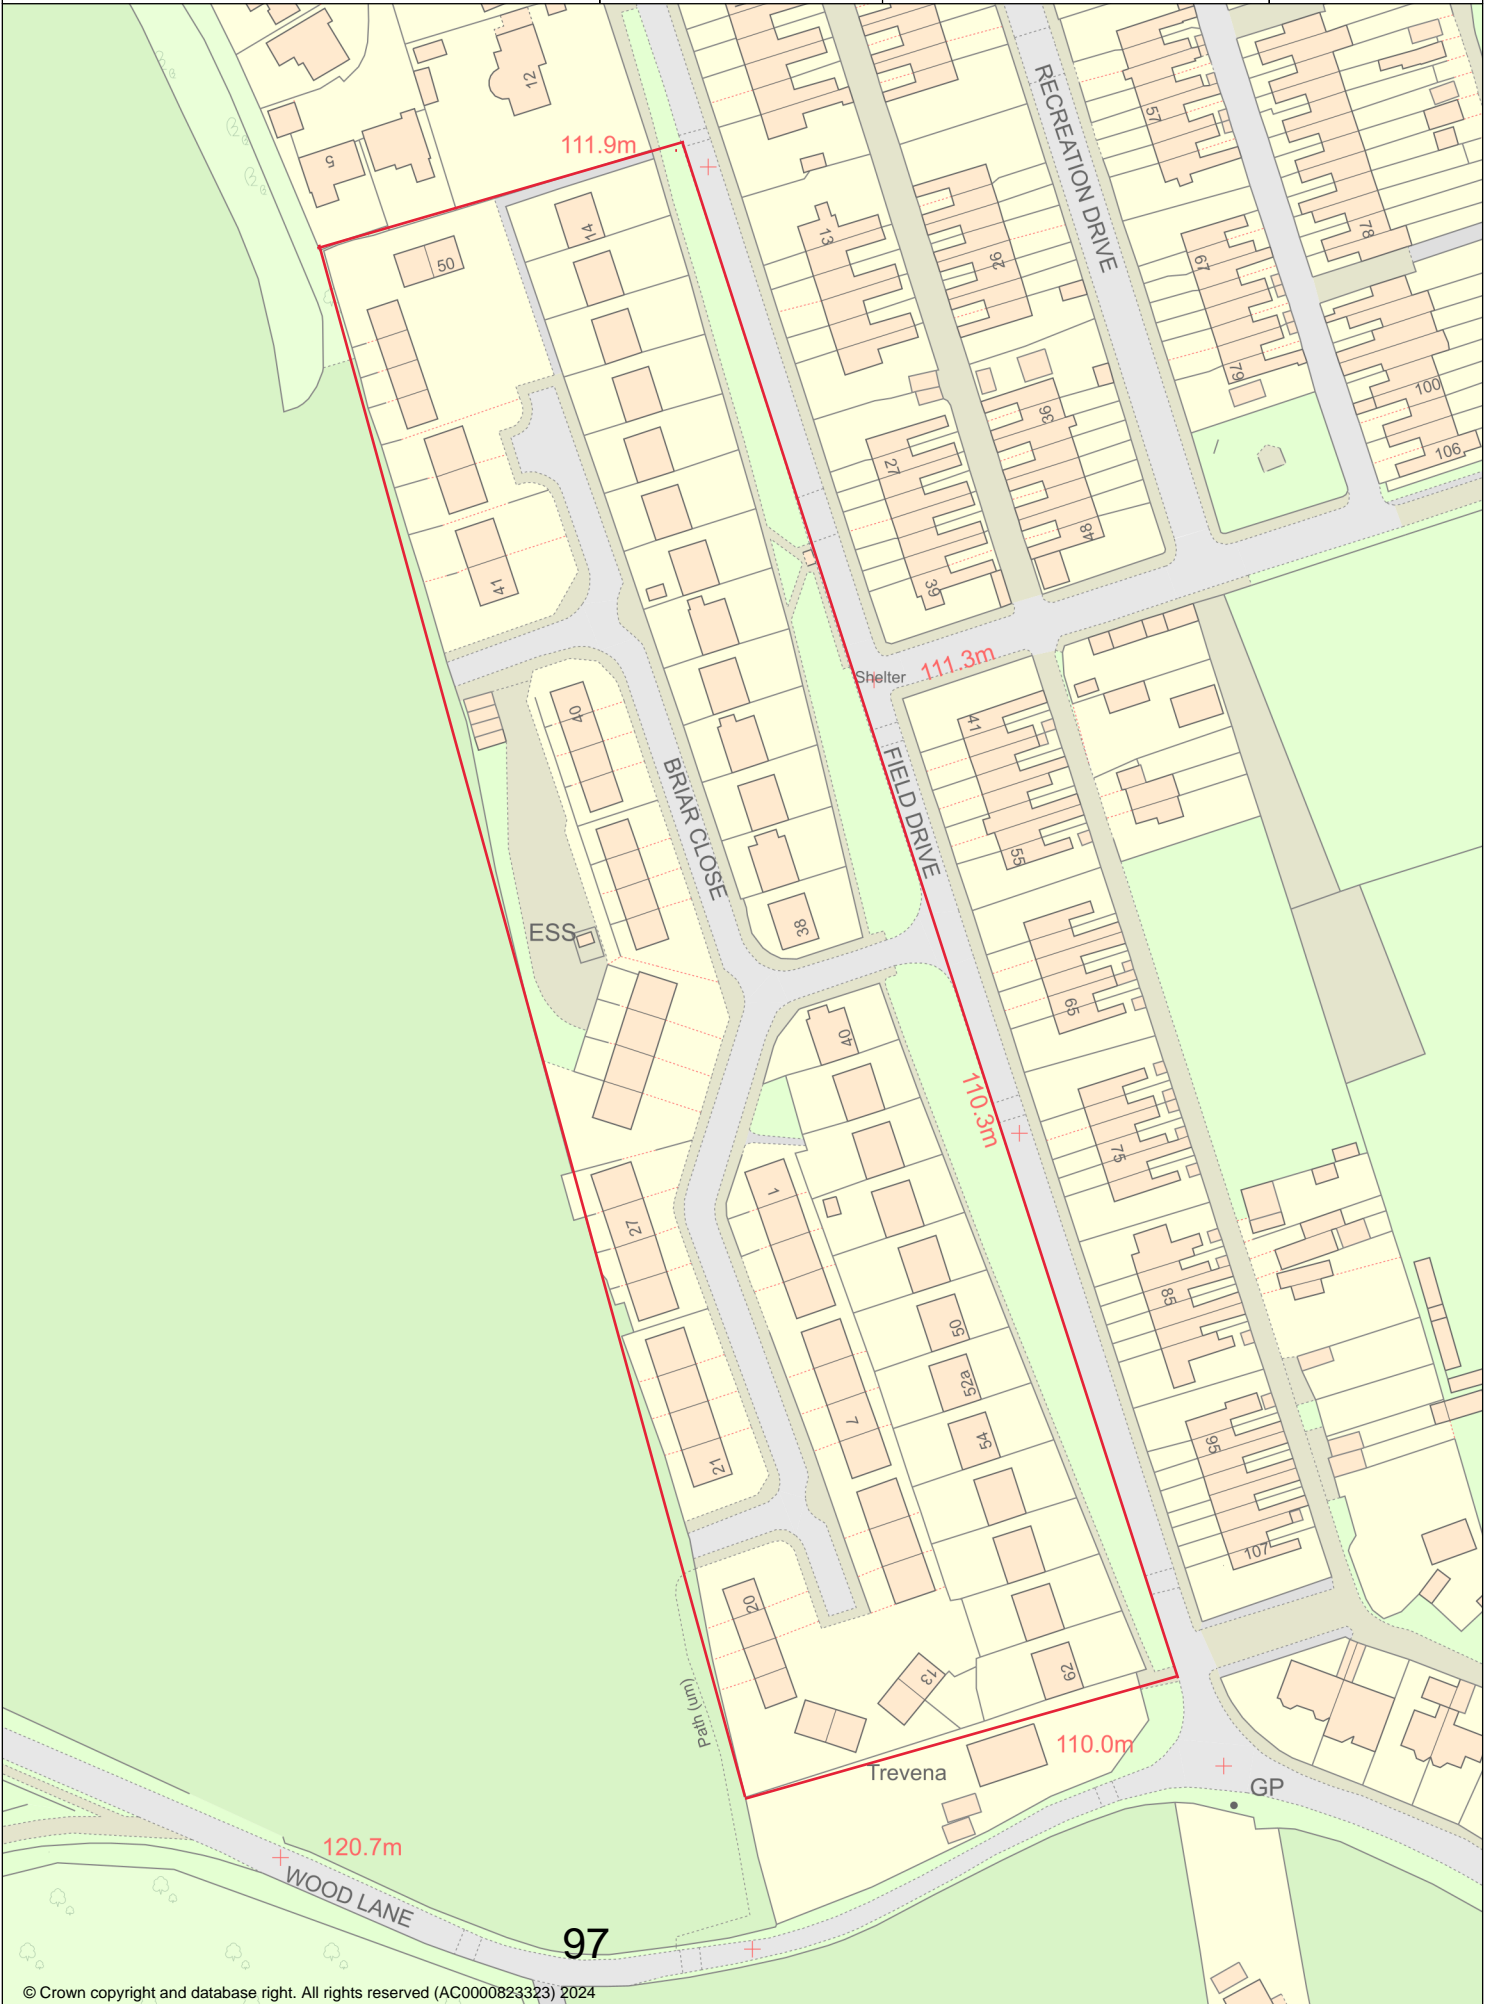 12
57
RECREATION DRIVE
111.9m
5
14
13
26
67
78
50
79
100
36
27
106
48
41
39
111.3m
Shelter
40
41
BRIAR CLOSE
FIELD DRIVE
55
38
ESS
65
40
110.3m
75
1
27
85
50
52a
7
54
95
21
107
20
62
13
Path (um)
110.0m
Trevena
GP
120.7m
WOOD LANE
97
© Crown copyright and database right. All rights reserved (AC0000823323) 2024